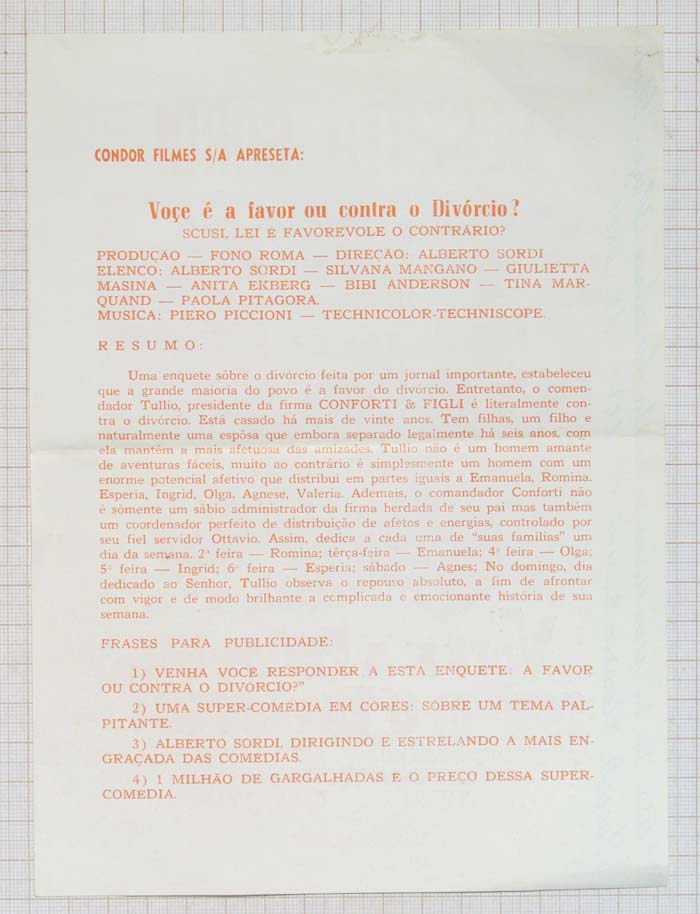 CONDOR FILMES S/A APRESETA:
Voçe é a favor ou contra o Divórcio?
SCUSI, LEI É FAVOREVOLE O CONTRÁRIO?
PRODUÇÃO — FONO ROMA — DIREÇÃO: ALBERTO SORDI
ELENCO: ALBERTO SORDI — SILVANA MANGANO — GIULIETTA
MASINA — ANITA EKBERG — BIBI ANDERSON — TINA MAR-
QUAND — PAOLA PITAGORA.
MUSICA: PIERO PICCIONI — TECHNICOLOR-TECHNISCOPE.
RESUMO:
Uma enquete sôbre o divórcio feita por um jornal importante, estabeleceu
que a grande maioria do povo é a favor do divórcio. Entretanto, o comen-
dador Tullio, presidente da firma CONFORTI & FIGLI é literalmente con-
tra o divórcio. Está casado há mais de vinte anos. Tem filhas, um filho e
naturalmente uma espôsa que embora separado legalmente há seis anos, com
ela mantém a mais afetuosa das amizades. Tullio não é um homem amante
de aventuras fáceis, muito ao contrário é simplesmente um homem com um
enorme potencial afetivo que distribui em partes iguais a Emanuela, Romina.
Esperia, Ingrid, Olga, Agnese, Valeria. Ademais, o comandador Conforti não
é sòmente um sábio administrador da firma herdada de seu pai mas também
um coordenador perfeito de distribuição de afetos e energias, controlado por
seu fiel servidor Ottavio. Assim, dedica a cada uma de "suas famílias" um
dia da semana. 2ª feira — Romina; têrça-feira — Emanuela; 4ª feira — Olga;
5ª feira — Ingrid; 6ª feira — Esperia; sábado — Agnes; No domingo, dia
dedicado ao Senhor, Tullio observa o repouso absoluto, a fim de afrontar
com vigor e de modo brilhante a complicada e emocionante história de sua
semana.
FRASES PARA PUBLICIDADE:
1) VENHA VOCE RESPONDER A ESTA ENQUETE: A FAVOR
OU CONTRA O DIVÓRCIO?"
2) UMA SUPER-COMÉDIA EM CÔRES: SÔBRE UM TEMA PAL-
PITANTE.
3) ALBERTO SORDI, DIRIGINDO E ESTRELANDO A MAIS EN-
GRAÇADA DAS COMEDIAS.
4) 1 MILHÃO DE GARGALHADAS É O PREÇO DESSA SUPER-
COMEDIA.